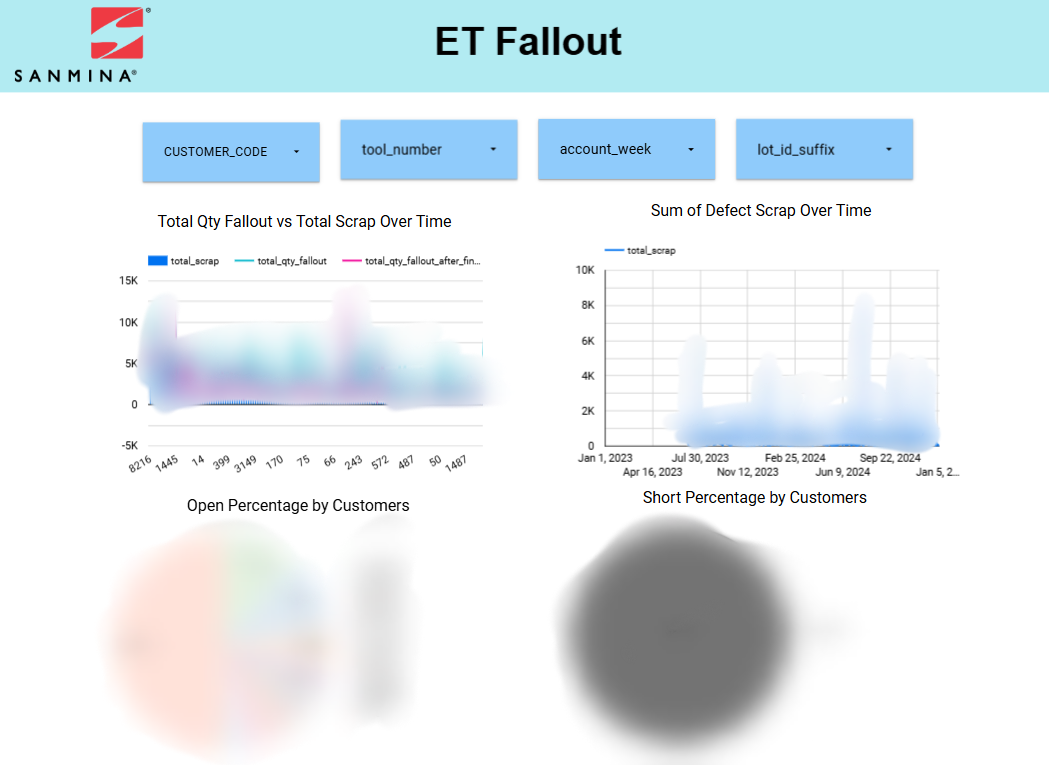 SANMINA®
ET Fallout
CUSTOMER_CODE
tool_number
account_week
lot_id_suffix
Total Qty Fallout vs Total Scrap Over Time
total_scrap total_qty_fallout total_qty_fallout_after_fin...
15K
10K
5K
0
-5K
8216 1445 14 399 3149 170 75 66 243 572 487 50 1487
Sum of Defect Scrap Over Time
total_scrap
10K
8K
6K
4K
2K
0
Jan 1, 2023 Jul 30, 2023 Feb 25, 2024 Sep 22, 2024
Apr 16, 2023 Nov 12, 2023 Jun 9, 2024 Jan 5, 2...
Open Percentage by Customers
Short Percentage by Customers